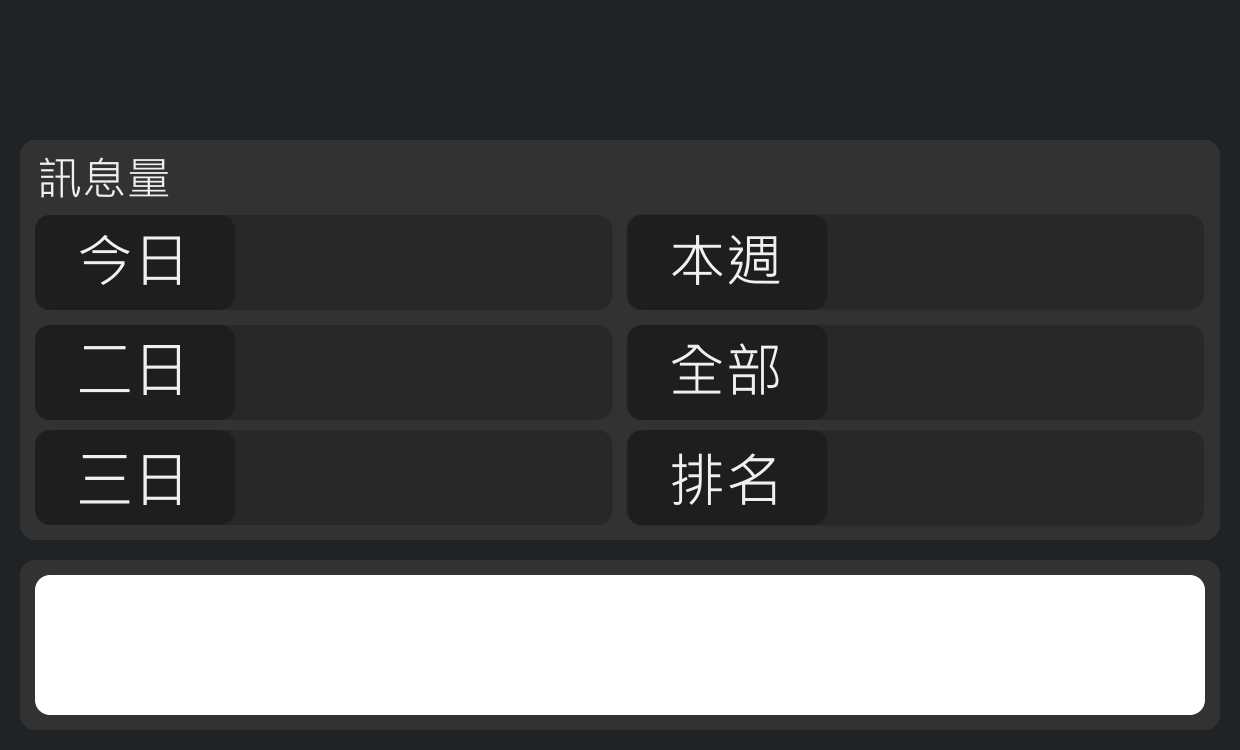 訊息量
今日 本週
二日 全部
三日 排名